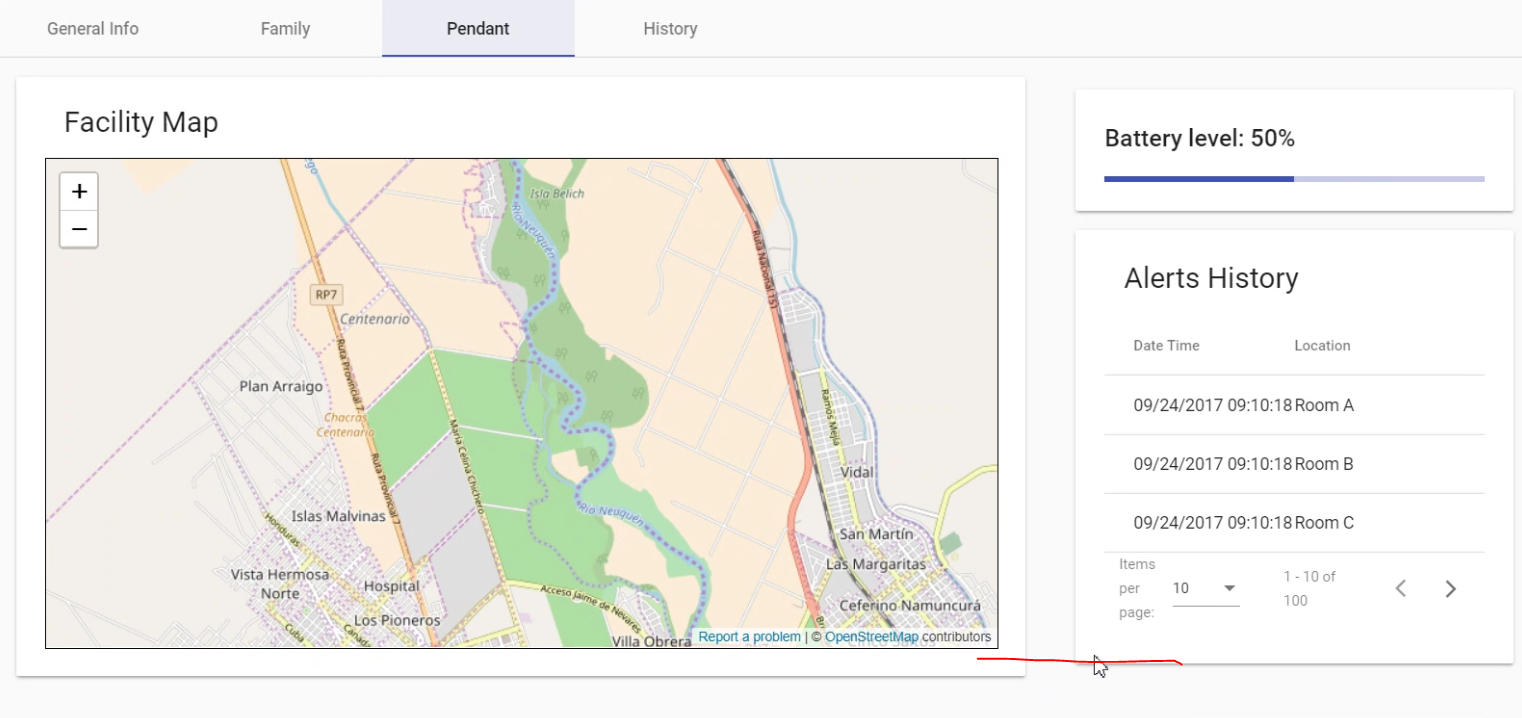 General Info
Family
Pendant
History
Facility Map
+
−
Isla Belich
Río Neuquén
Ruta Nacional 151
RP7
Centenario
Ruta Provincial 7
Plan Arraigo
Chacras
Centenario
María Celina Chichero
Ramos Mejía
Vidal
Ruta Provincial 7
Islas Malvinas
Honduras
Río Neuquén
San Martín
Las Margaritas
Vista Hermosa
Norte
Hospital
Acceso Jaime de Nevares
Ceferino Namuncurá
Los Pioneros
Cuba
Villa Obrera
Report a problem | © OpenStreetMap contributors
Battery level: 50%
Alerts History
Date Time Location
09/24/2017 09:10:18 Room A
09/24/2017 09:10:18 Room B
09/24/2017 09:10:18 Room C
Items
per
page:
10
1 - 10 of
100